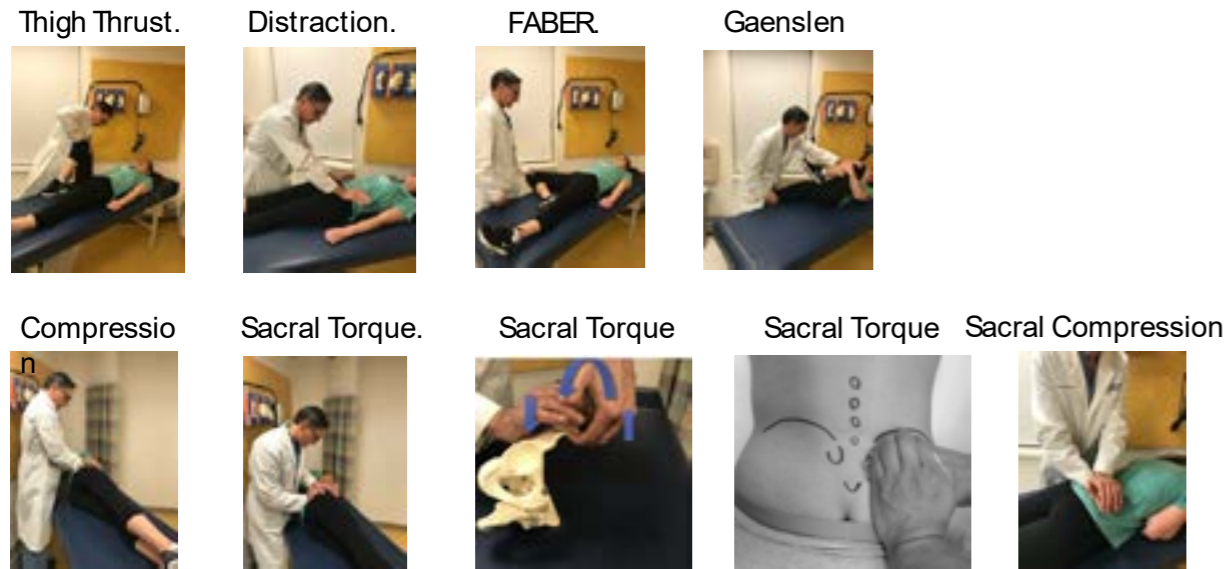 Thigh Thrust.
Distraction.
FABER.
Gaenslen
Compressio
n
Sacral Torque.
Sacral Torque
Sacral Torque
Sacral Compression